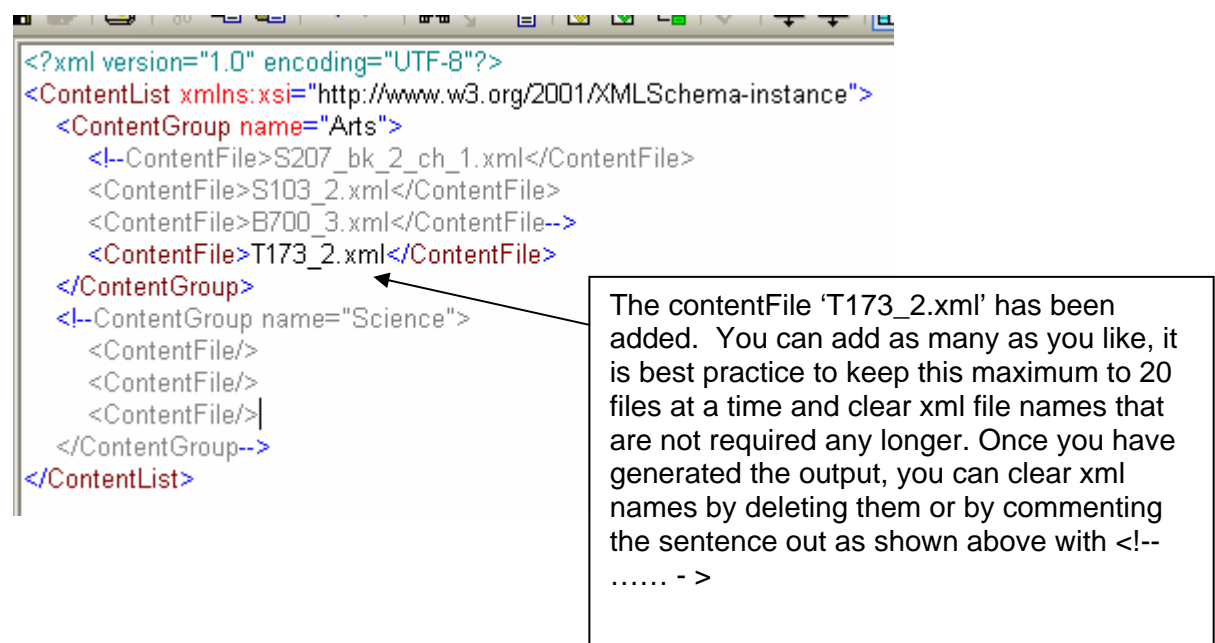 <?xml version="1.0" encoding="UTF-8"?>
<ContentList xmlns:xsi="http://www.w3.org/2001/XMLSchema-instance">
<ContentGroup name="Arts">
<!--ContentFile>S207_bk_2_ch_1.xml</ContentFile>
<ContentFile>S103_2.xml</ContentFile>
<ContentFile>B700_3.xml</ContentFile-->
<ContentFile>T173_2.xml</ContentFile>
</ContentGroup>
<!--ContentGroup name="Science">
<ContentFile/>
<ContentFile/>
<ContentFile/>
</ContentGroup-->
</ContentList>
The contentFile ‘T173_2.xml’ has been
added.  You can add as many as you like, it
is best practice to keep this maximum to 20
files at a time and clear xml file names that
are not required any longer. Once you have
generated the output, you can clear xml
names by deleting them or by commenting
the sentence out as shown above with <!--
…… - >